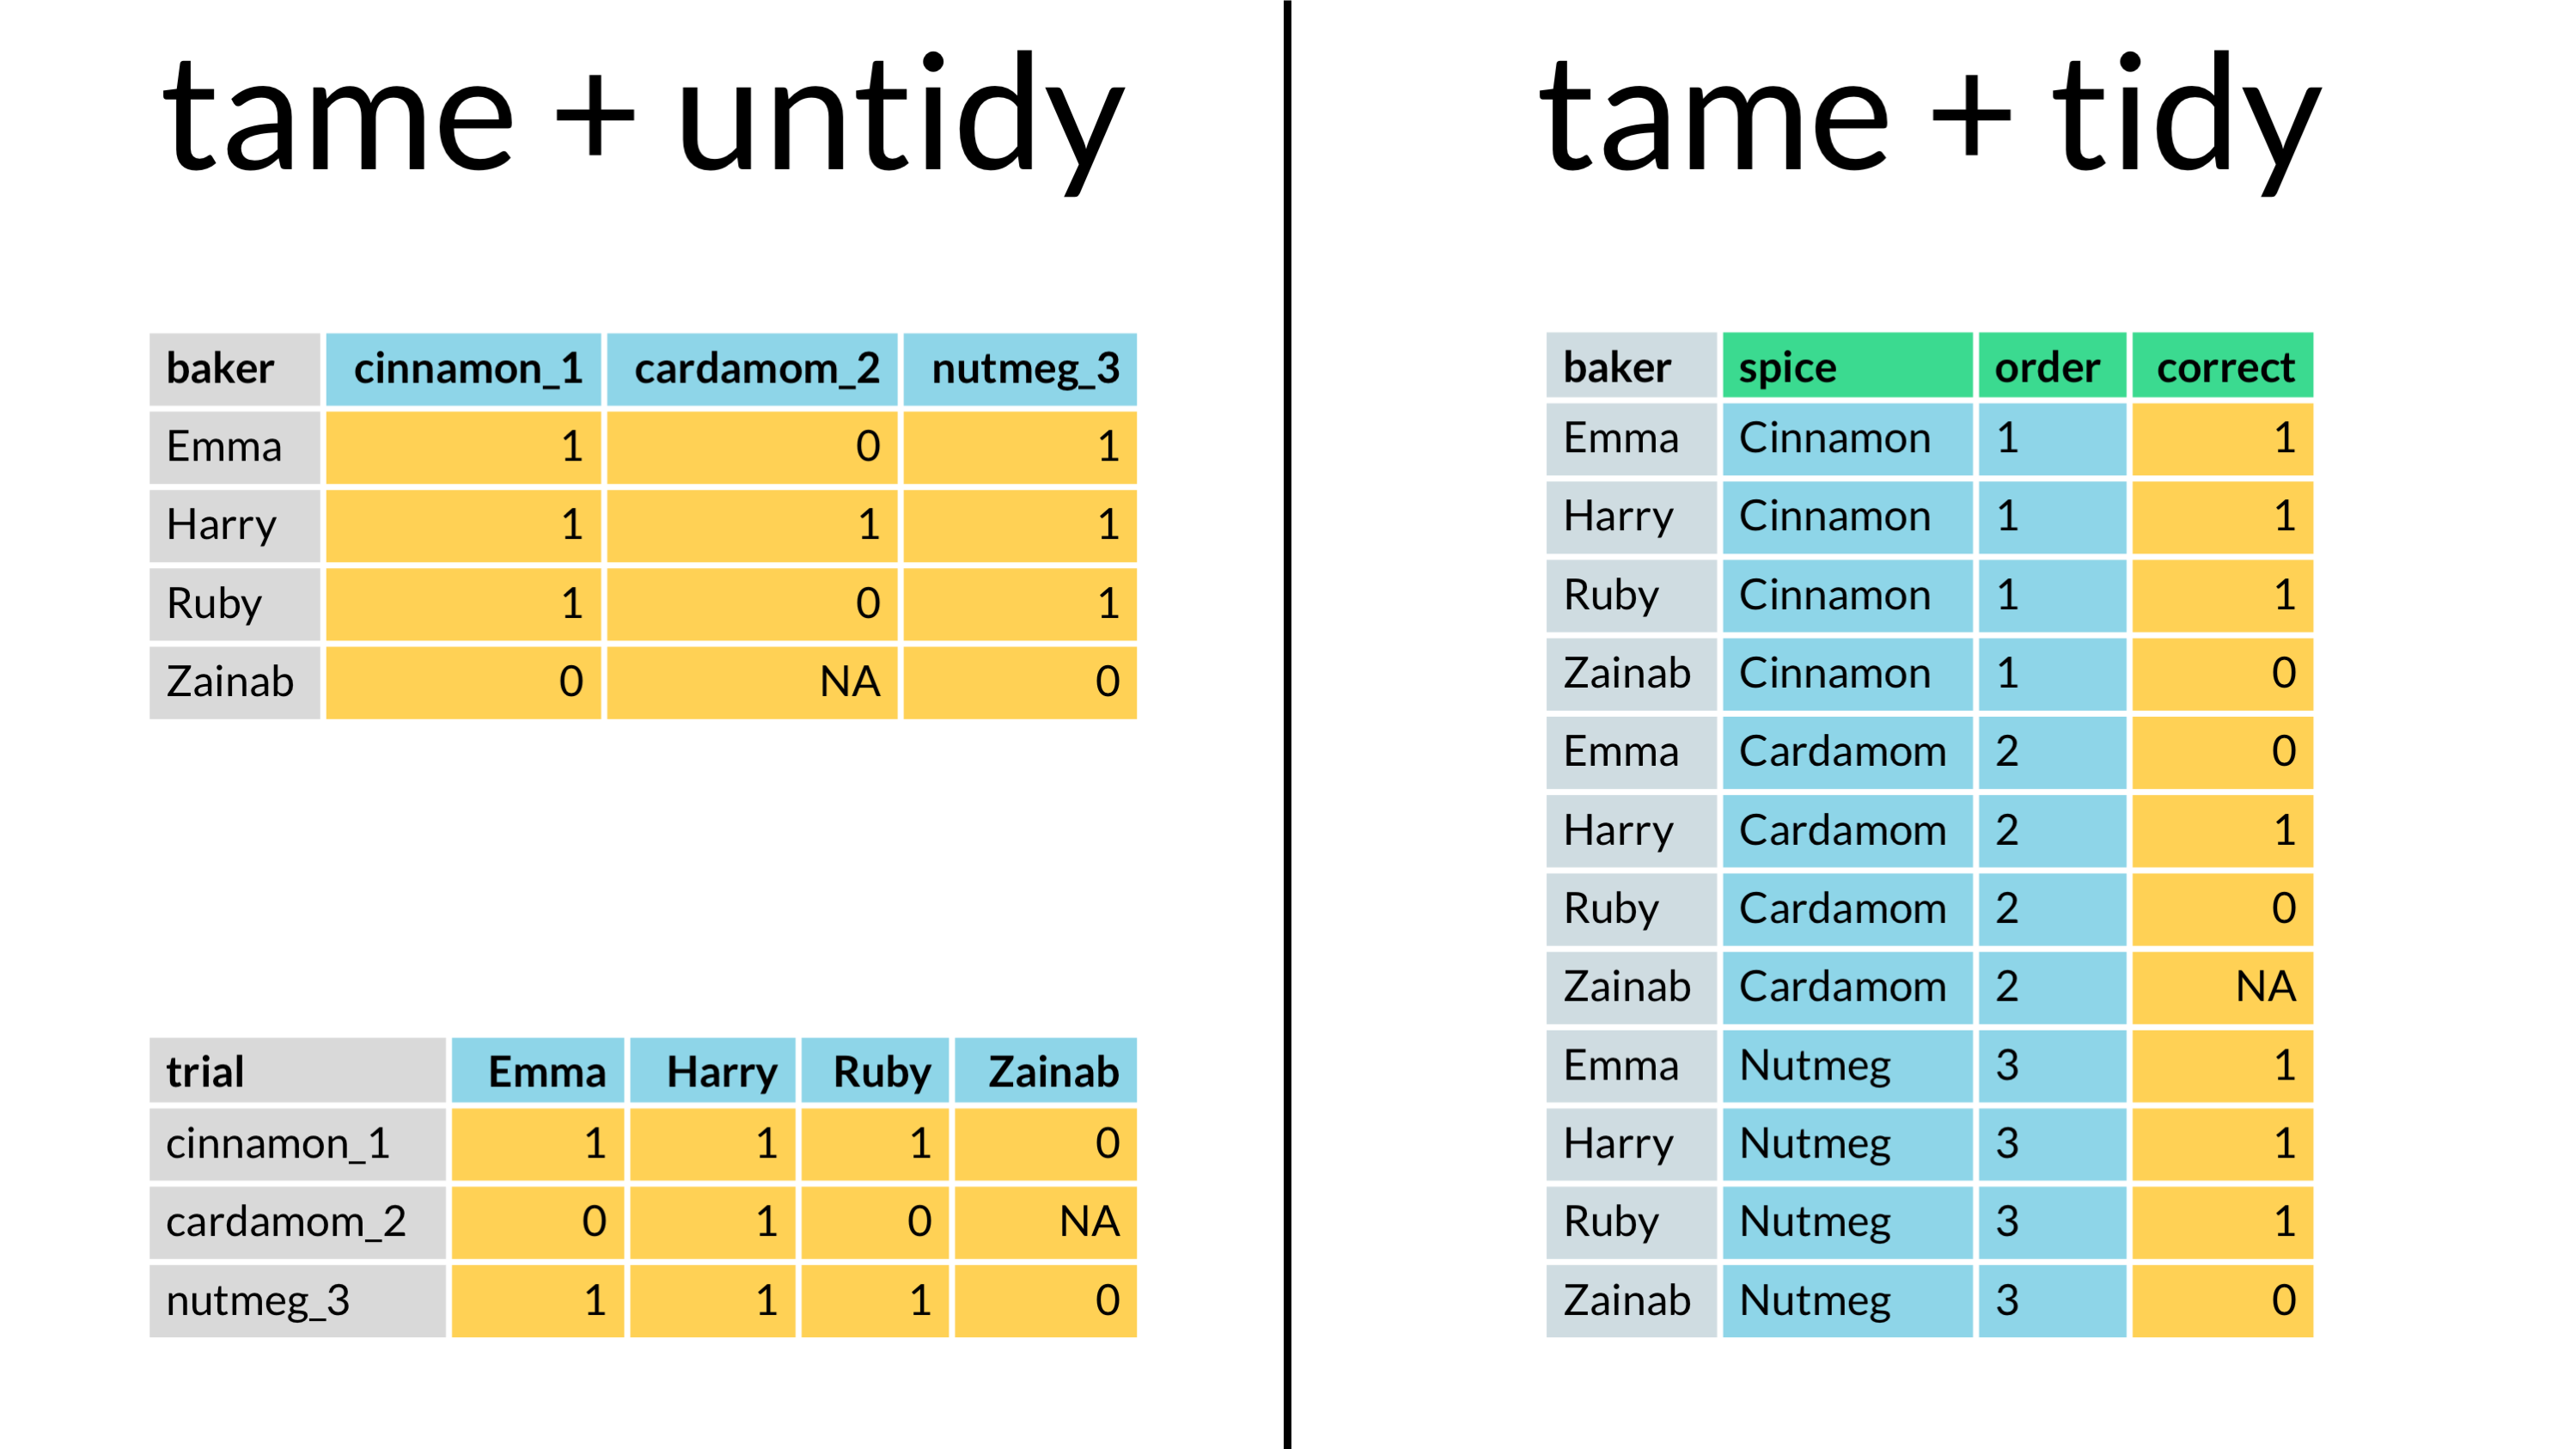 tame + untidy
baker cinnamon_1 cardamom_2 nutmeg_3
Emma 1 0 1
Harry 1 1 1
Ruby 1 0 1
Zainab 0 NA 0
trial Emma Harry Ruby Zainab
cinnamon_1 1 1 1 0
cardamom_2 0 1 0 NA
nutmeg_3 1 1 1 0
tame + tidy
baker spice order correct
Emma Cinnamon 1 1
Harry Cinnamon 1 1
Ruby Cinnamon 1 1
Zainab Cinnamon 1 0
Emma Cardamom 2 0
Harry Cardamom 2 1
Ruby Cardamom 2 0
Zainab Cardamom 2 NA
Emma Nutmeg 3 1
Harry Nutmeg 3 1
Ruby Nutmeg 3 1
Zainab Nutmeg 3 0